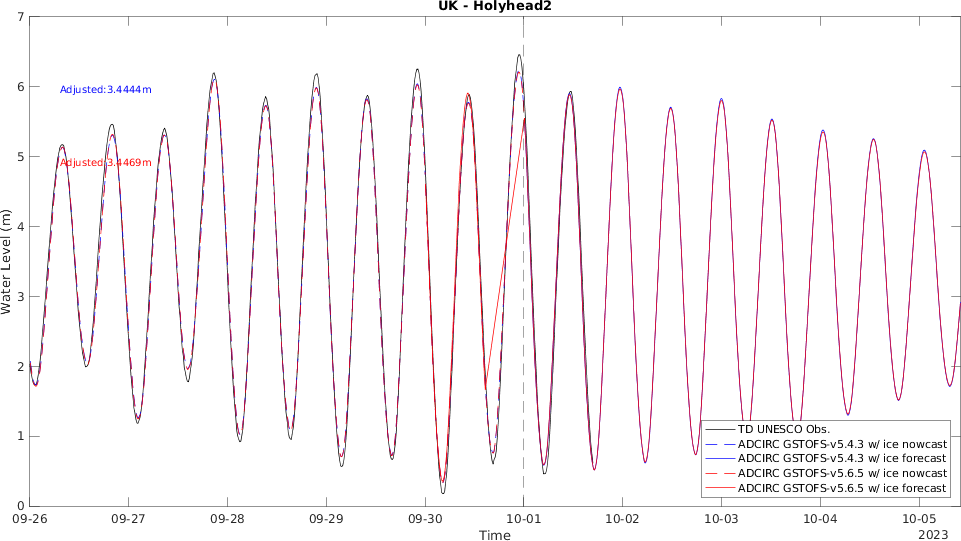 UK - Holyhead2
7
6
5
4
3
2
1
0
Water Level (m)
Adjusted:3.4444m
Adjusted:3.4469m
TD UNESCO Obs.
ADCIRC GSTOFS-v5.4.3 w/ ice nowcast
ADCIRC GSTOFS-v5.4.3 w/ ice forecast
ADCIRC GSTOFS-v5.6.5 w/ ice nowcast
ADCIRC GSTOFS-v5.6.5 w/ ice forecast
09-26 09-27 09-28 09-29 09-30 10-01 10-02 10-03 10-04 10-05
Time
2023